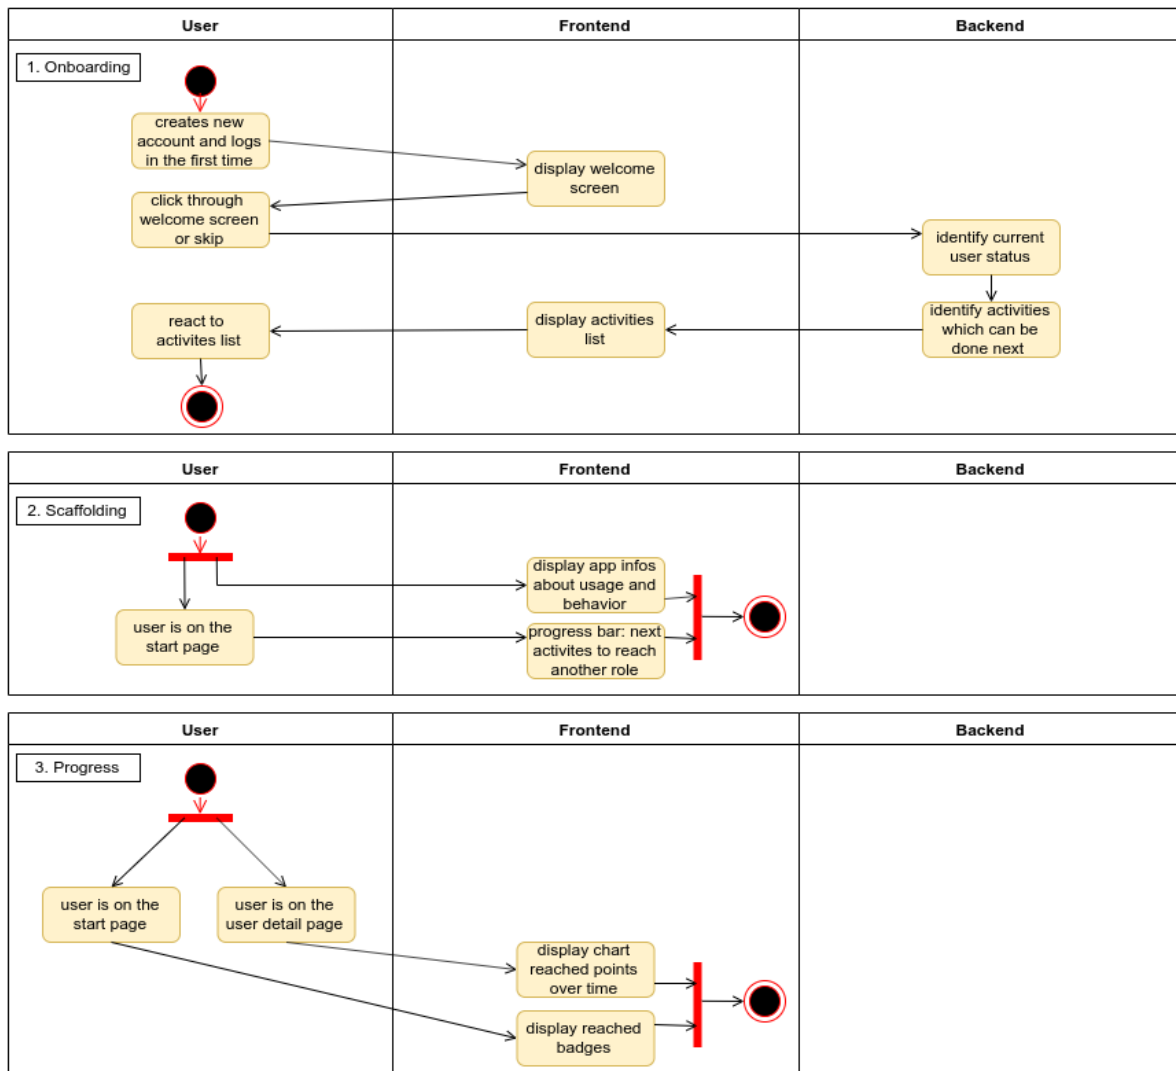 User
Frontend
Backend
1. Onboarding
creates new
account and logs
in the first time
display welcome
screen
click through
welcome screen
or skip
identify current
user status
react to
activites list
display activities
list
identify activities
which can be
done next
User
Frontend
Backend
2. Scaffolding
display app infos
about usage and
behavior
user is on the
start page
progress bar: next
activites to reach
another role
User
Frontend
Backend
3. Progress
user is on the
start page
user is on the
user detail page
display chart
reached points
over time
display reached
badges